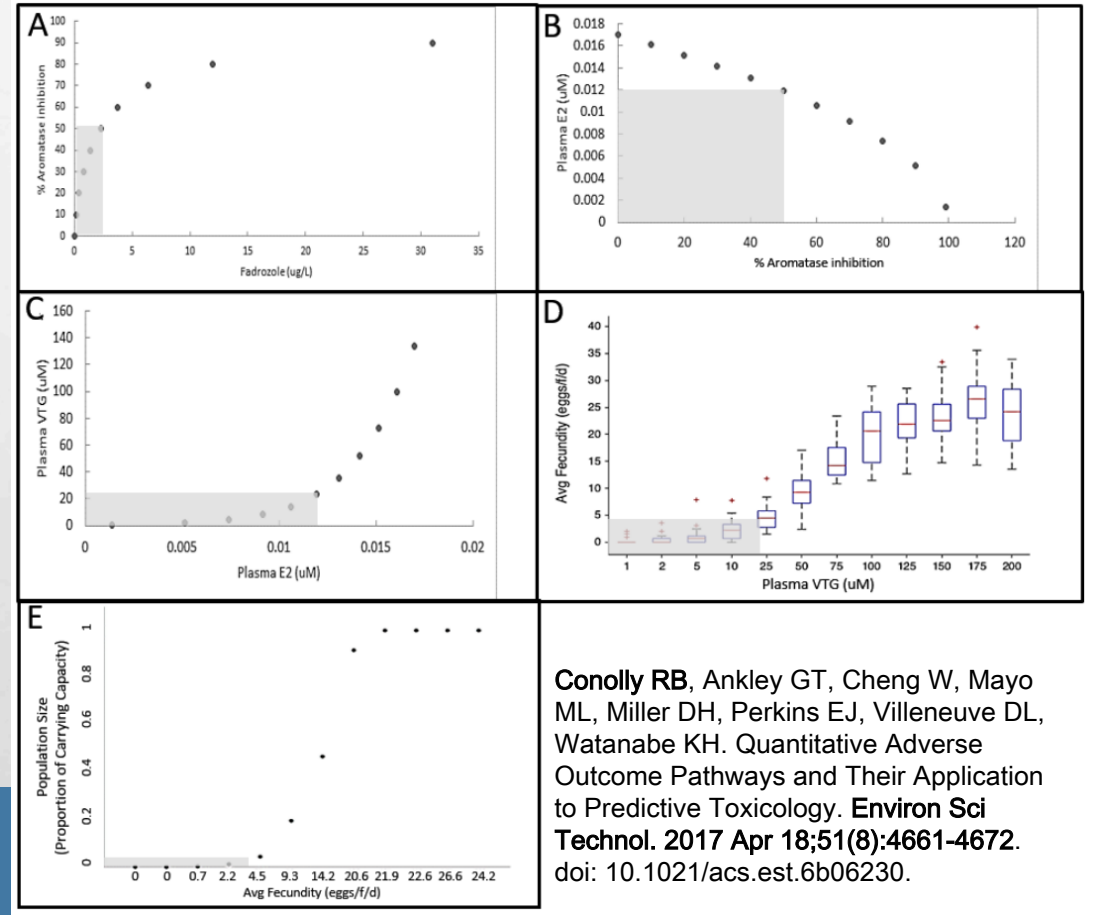 A
100
90
80
70
60
50
40
30
20
10
0
% Aromatase inhibition
0 5 10 15 20 25 30 35
Fadrozole (ug/L)
B
0.018
0.016
0.014
0.012
0.01
0.008
0.006
0.004
0.002
0
Plasma E2 (uM)
0 20 40 60 80 100 120
% Aromatase inhibition
C
160
140
120
100
80
60
40
20
0
Plasma VTG (uM)
0 0.005 0.01 0.015 0.02
Plasma E2 (uM)
D
40
35
30
25
20
15
10
5
0
Avg Fecundity (eggs/f/d)
1 2 5 10 25 50 75 100 125 150 175 200
Plasma VTG (uM)
E
Population Size
(Proportion of Carrying Capacity)
1
0.8
0.6
0.4
0.2
0
0 0 0.7 2.2 4.5 9.3 14.2 20.6 21.9 22.6 26.6 24.2
Avg Fecundity (eggs/f/d)
Conolly RB, Ankley GT, Cheng W, Mayo
ML, Miller DH, Perkins EJ, Villeneuve DL,
Watanabe KH. Quantitative Adverse
Outcome Pathways and Their Application
to Predictive Toxicology. Environ Sci
Technol. 2017 Apr 18;51(8):4661-4672.
doi: 10.1021/acs.est.6b06230.